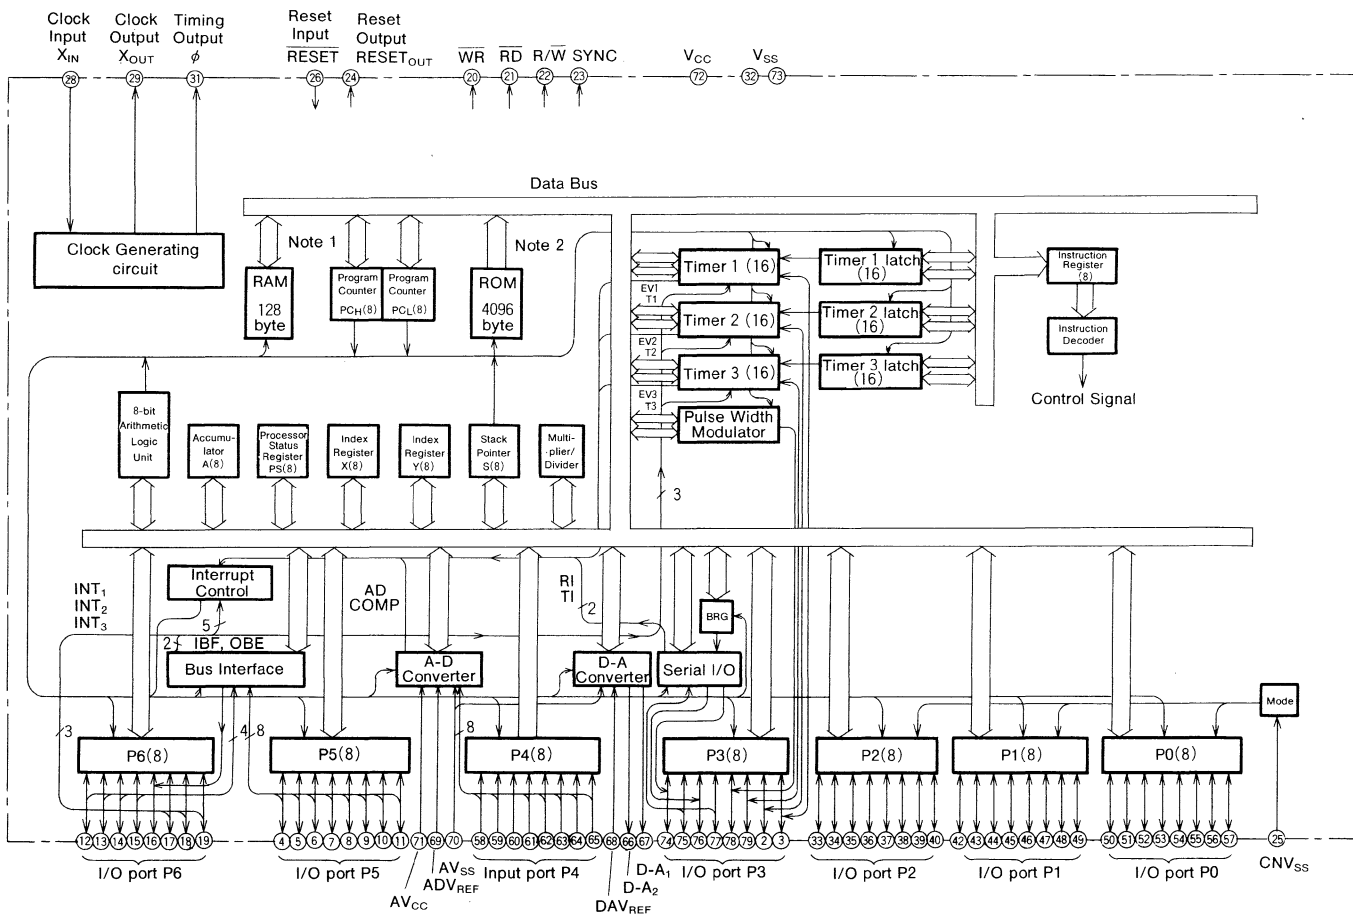 Clock Input X_IN
Clock Output X_OUT
Timing Output ϕ
Reset Input R̅E̅S̅E̅T̅
Reset Output RESET_OUT
W̅R̅
R̅D̅
R/W̅
SYNC
V_CC
V_SS
28
29
31
26
24
20
21
22
23
72
32
73
Data Bus
Clock Generating circuit
Note 1
Note 2
RAM
128 byte
Program Counter PC_H(8)
Program Counter PC_L(8)
ROM
4096 byte
Timer 1 (16)
Timer 1 latch (16)
EV1
T1
Timer 2 (16)
Timer 2 latch (16)
EV2
T2
Timer 3 (16)
Timer 3 latch (16)
EV3
T3
Pulse Width Modulator
Instruction Register (8)
Instruction Decoder
Control Signal
8-bit Arithmetic Logic Unit
Accumu-lator A(8)
Processor Status Register PS(8)
Index Register X(8)
Index Register Y(8)
Stack Pointer S(8)
Multi-plier/Divider
3
INT₁
INT₂
INT₃
Interrupt Control
5
2
IBF, OBE
Bus Interface
AD COMP
A-D Converter
RI
TI
2
D-A Converter
BRG
Serial I/O
Mode
3
4
8
8
P6(8)
P5(8)
P4(8)
P3(8)
P2(8)
P1(8)
P0(8)
12 13 14 15 16 17 18 19
4 5 6 7 8 9 10 11
71 69 70
58 59 60 61 62 63 64 65
68 66 67
74 75 76 77 78 79 2 3
33 34 35 36 37 38 39 40
42 43 44 45 46 47 48 49
50 51 52 53 54 55 56 57
25
I/O port P6
I/O port P5
AV_CC
ADV_REF
AV_SS
Input port P4
DAV_REF
D-A₂
D-A₁
I/O port P3
I/O port P2
I/O port P1
I/O port P0
CNV_SS